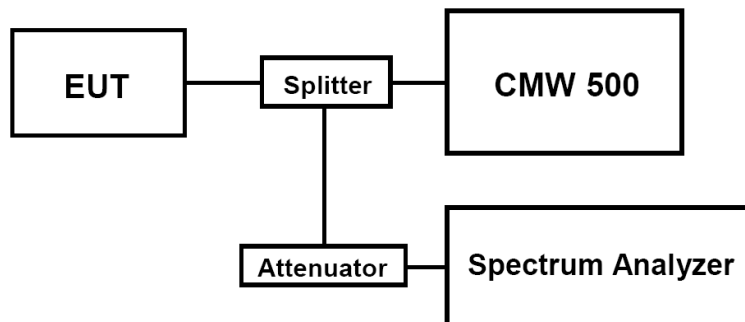 EUT
Splitter
CMW 500
Attenuator
Spectrum Analyzer